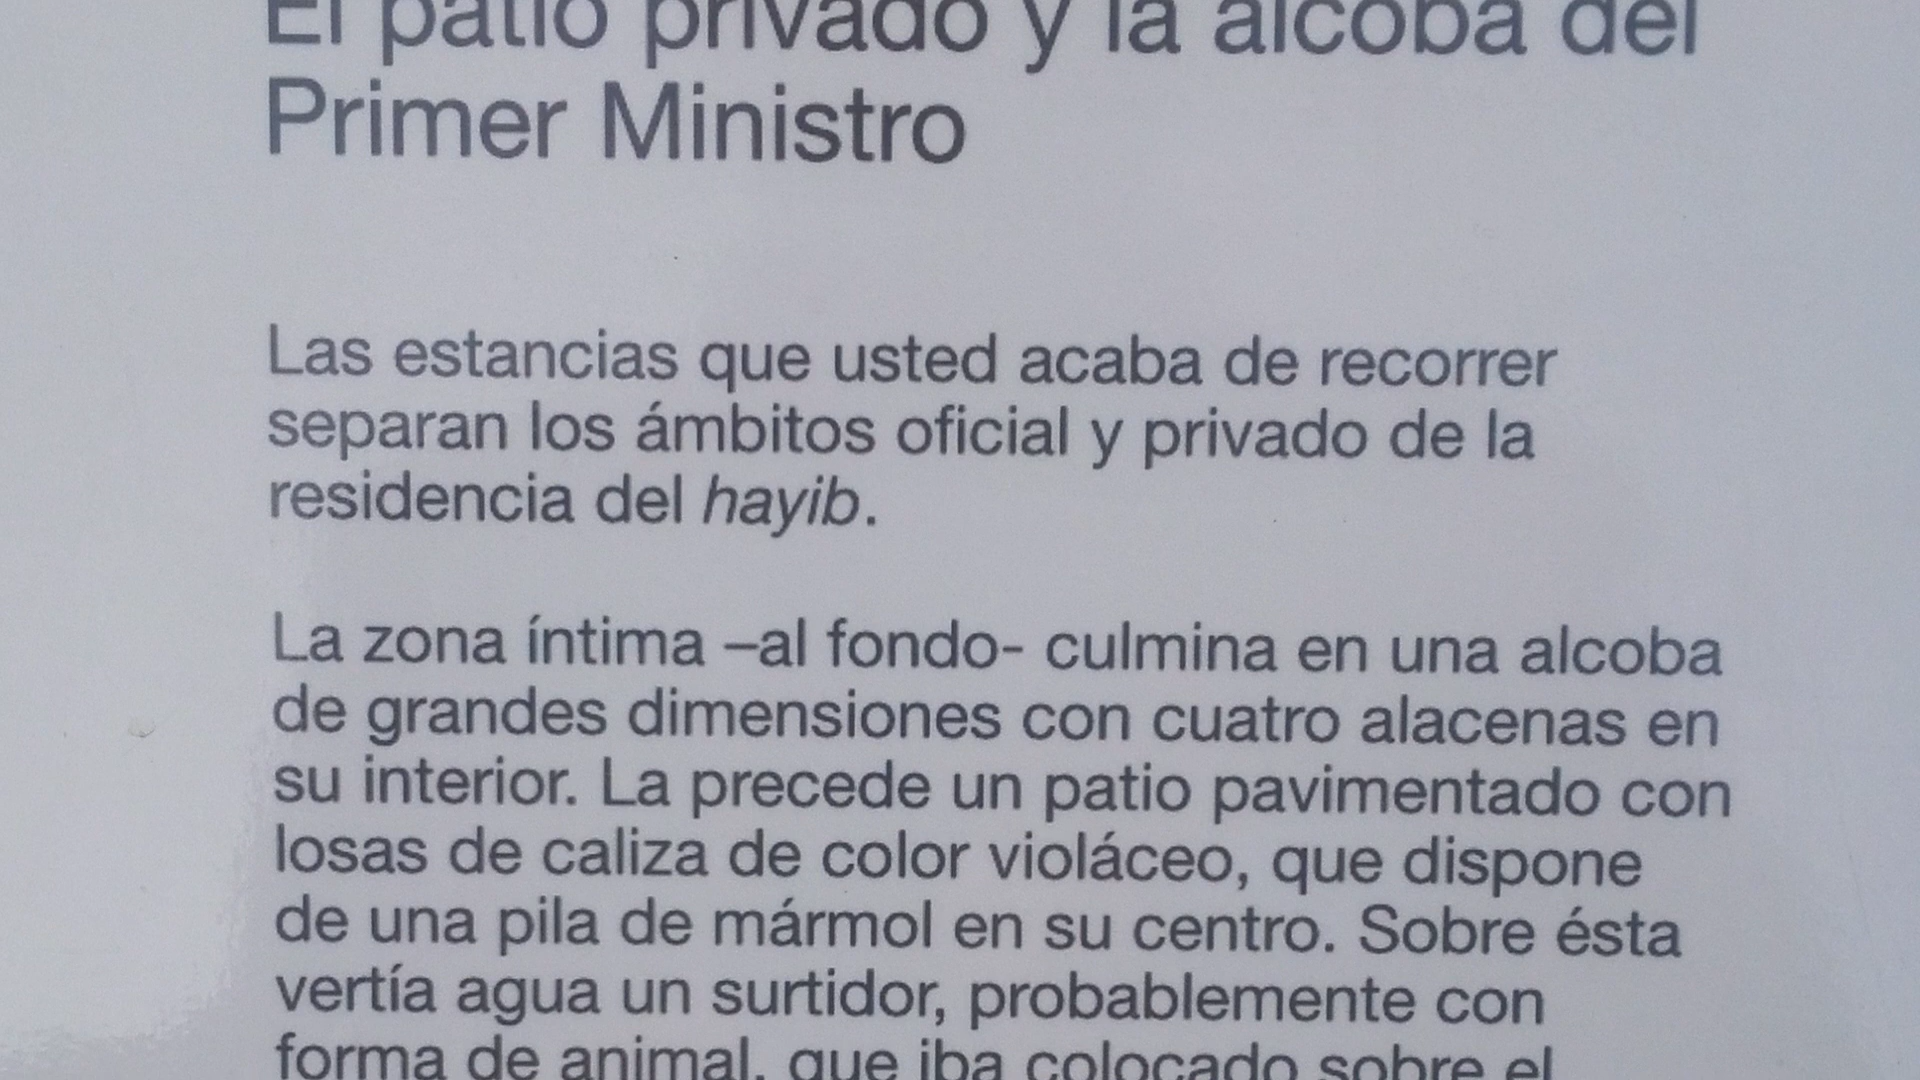 El patio privado y la alcoba del
Primer Ministro
Las estancias que usted acaba de recorrer
separan los ámbitos oficial y privado de la
residencia del hayib.
La zona íntima –al fondo- culmina en una alcoba
de grandes dimensiones con cuatro alacenas en
su interior. La precede un patio pavimentado con
losas de caliza de color violáceo, que dispone
de una pila de mármol en su centro. Sobre ésta
vertía agua un surtidor, probablemente con
forma de animal, que iba colocado sobre el